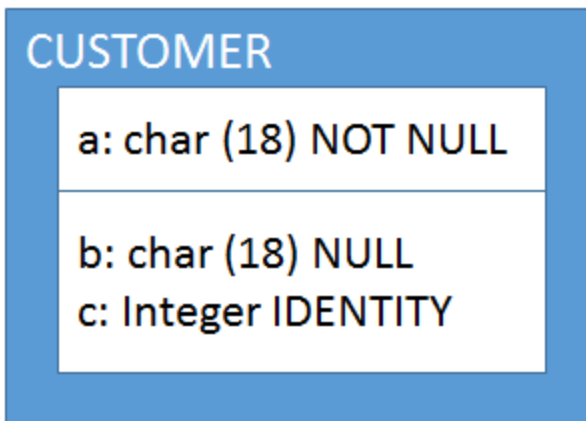 CUSTOMER
a: char (18) NOT NULL
b: char (18) NULL
c: Integer IDENTITY